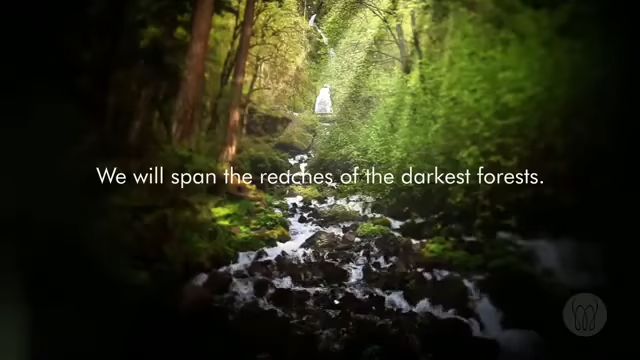 We will span the reaches of the darkest forests.